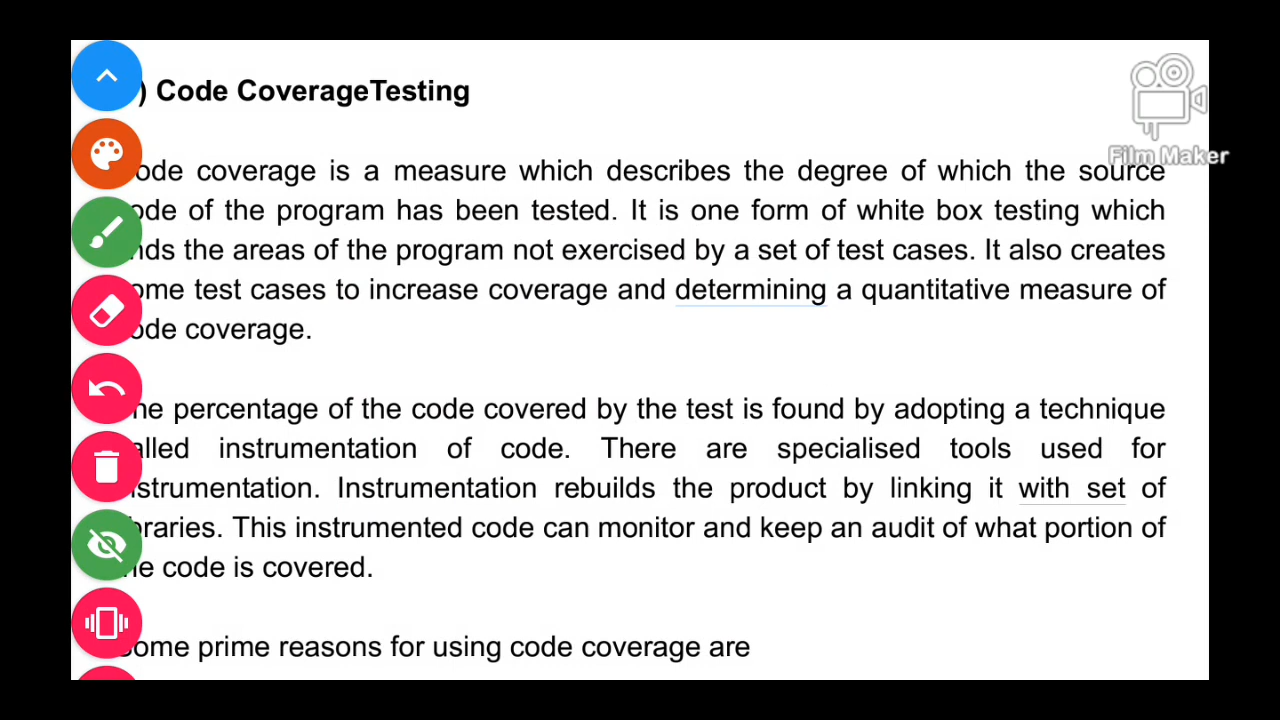 ) Code CoverageTesting
Film Maker
ode coverage is a measure which describes the degree of which the source
ode of the program has been tested. It is one form of white box testing which
nds the areas of the program not exercised by a set of test cases. It also creates
ome test cases to increase coverage and determining a quantitative measure of
ode coverage.
he percentage of the code covered by the test is found by adopting a technique
alled instrumentation of code. There are specialised tools used for
strumentation. Instrumentation rebuilds the product by linking it with set of
braries. This instrumented code can monitor and keep an audit of what portion of
he code is covered.
ome prime reasons for using code coverage are